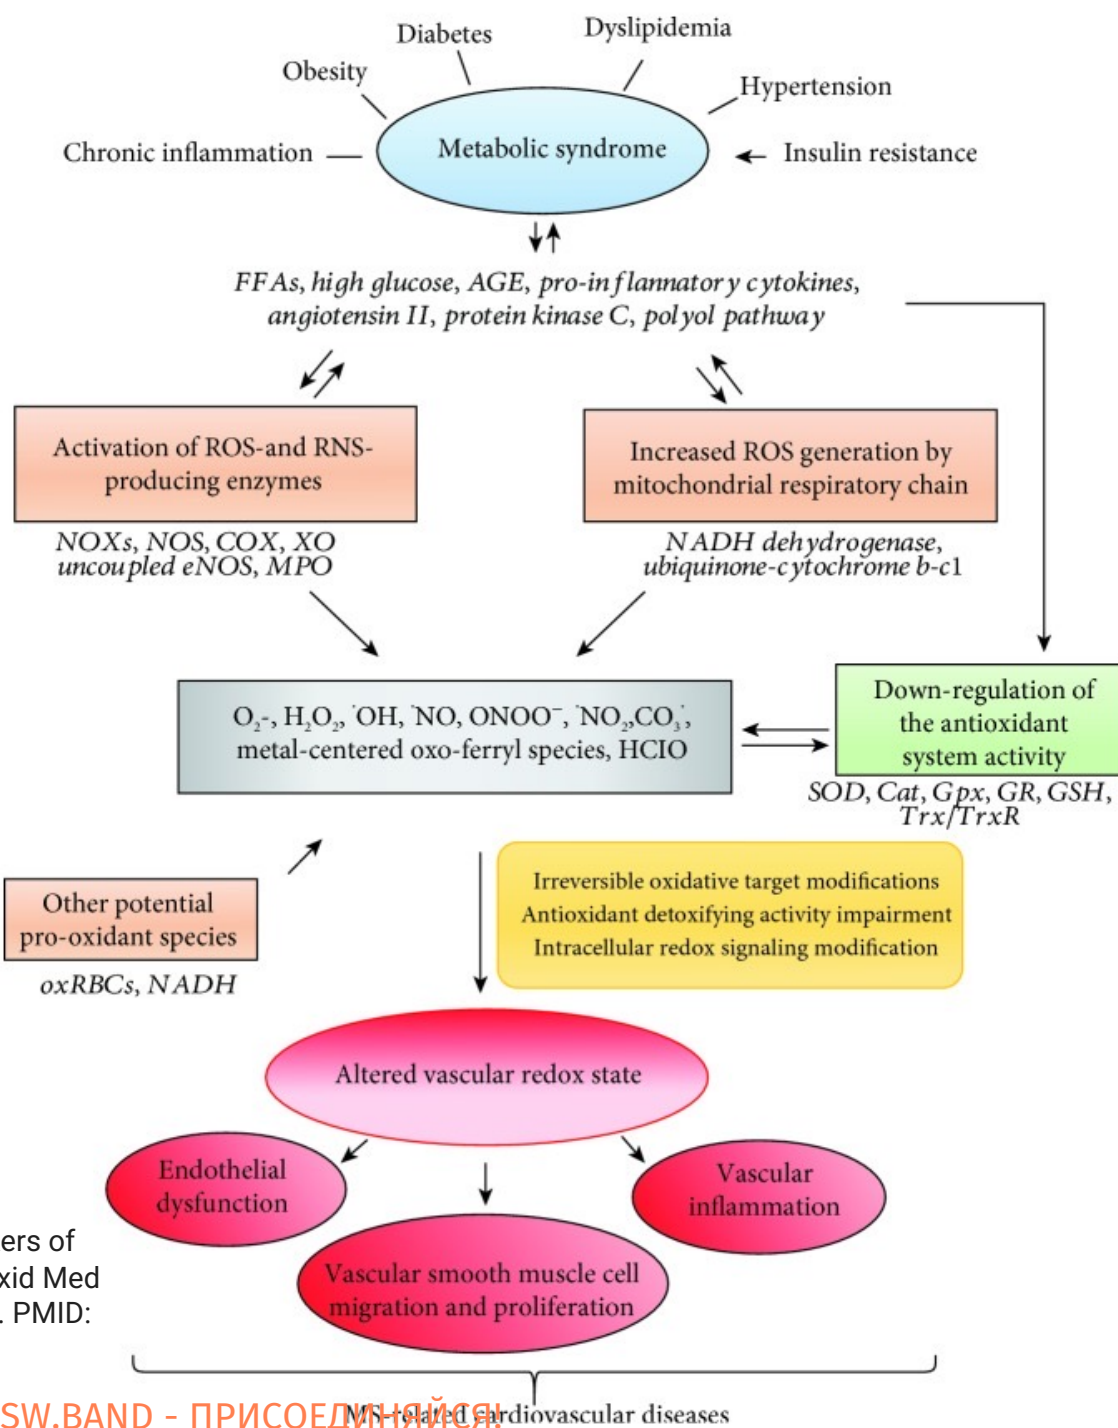 Diabetes
Dyslipidemia
Obesity
Hypertension
Chronic inflammation
Metabolic syndrome
Insulin resistance
FFAs, high glucose, AGE, pro-inflannatory cytokines,
angiotensin II, protein kinase C, polyol pathway
Activation of ROS-and RNS-
producing enzymes
Increased ROS generation by
mitochondrial respiratory chain
NOXs, NOS, COX, XO
uncoupled eNOS, MPO
NADH dehydrogenase,
ubiquinone-cytochrome b-c1
O₂-, H₂O₂, ˙OH, ˙NO, ONOO⁻, ˙NO₂,CO₃˙,
metal-centered oxo-ferryl species, HClO
Down-regulation of
the antioxidant
system activity
SOD, Cat, Gpx, GR, GSH,
Trx/TrxR
Other potential
pro-oxidant species
oxRBCs, NADH
Irreversible oxidative target modifications
Antioxidant detoxifying activity impairment
Intracellular redox signaling modification
Altered vascular redox state
Endothelial
dysfunction
Vascular
inflammation
Vascular smooth muscle cell
migration and proliferation
ers of
xid Med
. PMID:
MS-related cardiovascular diseases
SW.BAND - ПРИСОЕДИНЯЙСЯ!